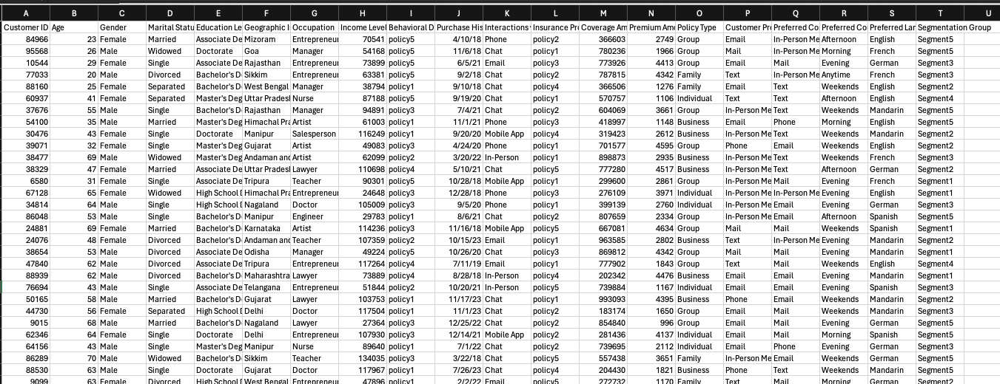 A B C D E F G H I J K L M N O P Q R S T U
Customer ID Age Gender Marital Statu Education Le Geographic I Occupation Income Level Behavioral D Purchase His Interactions Insurance Pr Coverage Am Premium Am Policy Type Customer Pr Preferred Co Preferred Co Preferred Lan Segmentation Group
84966 23 Female Married Associate De Mizoram Entrepreneu 70541 policy5 4/10/18 Phone policy2 366603 2749 Group Email In-Person Me Afternoon English Segment5
95568 26 Male Widowed Doctorate Goa Manager 54168 policy5 11/6/18 Chat policy1 780236 1966 Group Mail In-Person Me Morning French Segment5
10544 29 Female Single Associate De Rajasthan Entrepreneu 73899 policy5 6/5/21 Email policy3 773926 4413 Group Email Mail Evening German Segment3
77033 20 Male Divorced Bachelor's D Sikkim Entrepreneu 63381 policy5 9/2/18 Chat policy2 787815 4342 Family Text In-Person Me Anytime French Segment3
88160 25 Female Separated Bachelor's D West Bengal Manager 38794 policy1 9/10/18 Chat policy4 366506 1276 Family Email Text Weekends English Segment2
60937 41 Female Separated Master's Deg Uttar Pradesl Nurse 87188 policy5 9/19/20 Chat policy1 570757 1106 Individual Text Text Afternoon English Segment4
37676 55 Male Single Bachelor's D Rajasthan Manager 94891 policy3 7/4/21 Chat policy2 604069 3661 Group In-Person Me Text Weekends Mandarin Segment5
54100 35 Male Married Master's Deg Himachal Pra Artist 61003 policy1 11/1/21 Phone policy3 418997 1148 Business Email Phone Morning English Segment5
30476 43 Female Single Doctorate Manipur Salesperson 116249 policy1 9/20/20 Mobile App policy4 319423 2612 Business In-Person Me Text Weekends Mandarin Segment2
39071 32 Female Single Master's Deg Gujarat Artist 49083 policy3 4/24/20 Phone policy1 701577 4595 Group Phone Email Weekends English Segment2
38477 69 Male Widowed Master's Deg Andaman and Artist 62099 policy2 3/20/22 In-Person policy3 898873 2935 Business In-Person Me Text Weekends French Segment3
38329 47 Female Married Associate De Uttar Pradesl Lawyer 110698 policy4 5/10/21 Chat policy5 777280 4517 Business In-Person Me Text Afternoon German Segment2
6580 31 Female Single Associate De Tripura Teacher 90301 policy5 10/28/18 Mobile App policy1 299600 2861 Group In-Person Me Mail Evening French Segment1
67128 65 Female Widowed High School D Himachal Pra Entrepreneu 24648 policy3 12/28/18 Phone policy3 276109 3971 Individual In-Person Me In-Person Me Evening English Segment1
34814 64 Male Single High School D Nagaland Doctor 105009 policy3 9/5/20 Phone policy1 399139 2760 Individual In-Person Me Email Evening German Segment3
86048 53 Male Single Bachelor's D Manipur Engineer 29783 policy1 8/6/21 Chat policy2 807659 2334 Group In-Person Me Email Afternoon Spanish Segment5
24881 69 Male Married Bachelor's D Karnataka Artist 114236 policy3 11/16/18 Mobile App policy5 667081 4634 Group Mail Mail Weekends Spanish Segment1
24076 48 Female Divorced Bachelor's D Andaman and Teacher 107359 policy2 10/15/23 Email policy1 963585 2802 Business Text In-Person Me Evening Mandarin Segment2
38654 53 Male Divorced Associate De Odisha Manager 49224 policy5 10/26/20 Chat policy3 869812 4342 Group Mail Mail Evening Mandarin Segment1
47840 62 Male Divorced Associate De Tripura Entrepreneu 117264 policy4 7/11/19 Email policy1 777902 1843 Group Text Mail Weekends English Segment4
88939 62 Male Divorced Bachelor's D Maharashtra Lawyer 73889 policy4 8/28/18 In-Person policy4 202342 4476 Business Email Email Weekends Mandarin Segment1
76694 43 Male Single Associate De Telangana Entrepreneu 51844 policy2 10/20/21 In-Person policy5 739884 1167 Individual Email Email Evening Spanish Segment3
50165 58 Male Married Bachelor's D Gujarat Lawyer 103753 policy1 11/17/23 Chat policy1 993093 4395 Business Phone Email Weekends Mandarin Segment2
44730 56 Female Separated High School D Delhi Doctor 117504 policy1 11/1/23 Chat policy2 183174 1650 Group Email Mail Weekends Mandarin Segment3
9015 68 Male Married Bachelor's D Nagaland Lawyer 27364 policy3 12/25/22 Chat policy2 854840 996 Group Email Mail Evening German Segment5
62346 64 Female Single Doctorate Delhi Entrepreneu 107930 policy3 12/14/21 Mobile App policy2 281436 4137 Individual Email Mail Morning Spanish Segment5
64156 43 Male Single Master's Deg Manipur Nurse 89640 policy1 7/1/22 Chat policy2 739695 2112 Individual Email Phone Evening German Segment3
86289 70 Male Widowed Bachelor's D Sikkim Teacher 134035 policy3 3/22/18 Chat policy5 557438 3651 Family In-Person Me Email Weekends German Segment5
88530 63 Male Single Doctorate Gujarat Doctor 117967 policy1 7/26/23 Chat policy4 204430 1821 Business Phone Text Weekends Mandarin Segment5
9099 63 Female Divorced High School D West Bengal Entrepreneu 47896 policy1 2/2/22 Email policy5 272732 1170 Family Text Mail Evening Mandarin Segment5